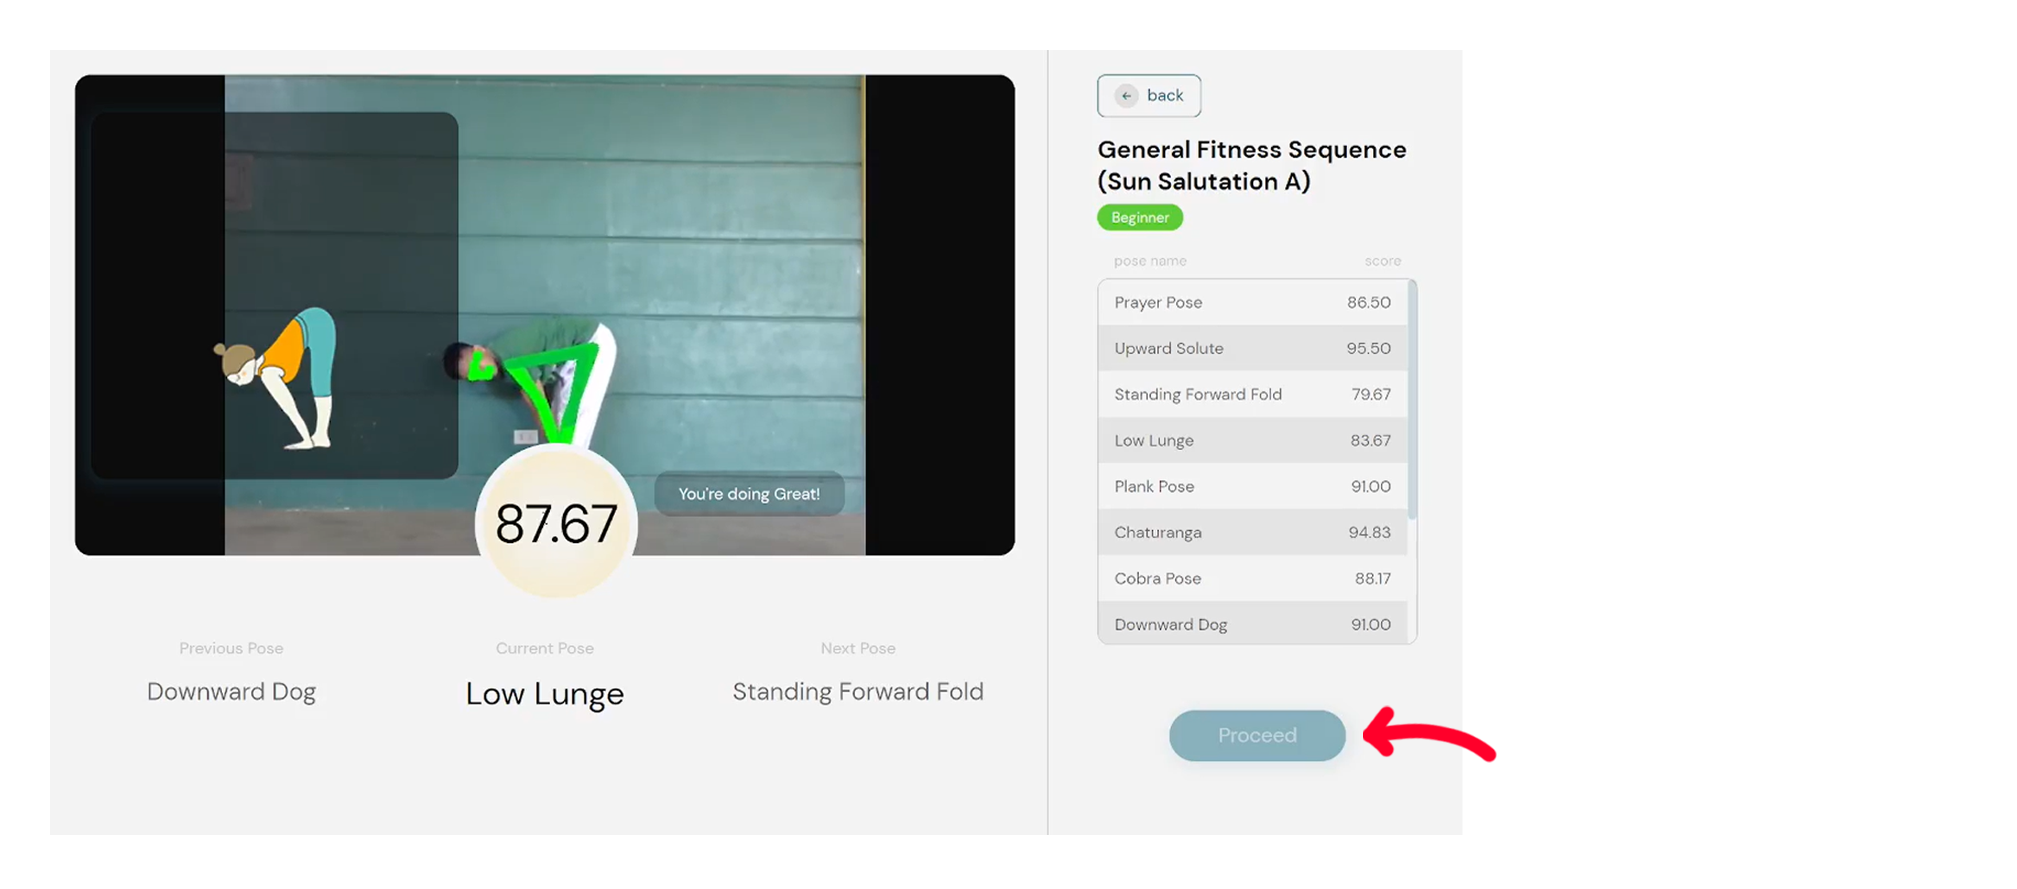 You're doing Great!
87.67
Previous Pose
Downward Dog
Current Pose
Low Lunge
Next Pose
Standing Forward Fold
back
General Fitness Sequence
(Sun Salutation A)
Beginner
pose name score
Prayer Pose 86.50
Upward Solute 95.50
Standing Forward Fold 79.67
Low Lunge 83.67
Plank Pose 91.00
Chaturanga 94.83
Cobra Pose 88.17
Downward Dog 91.00
Proceed